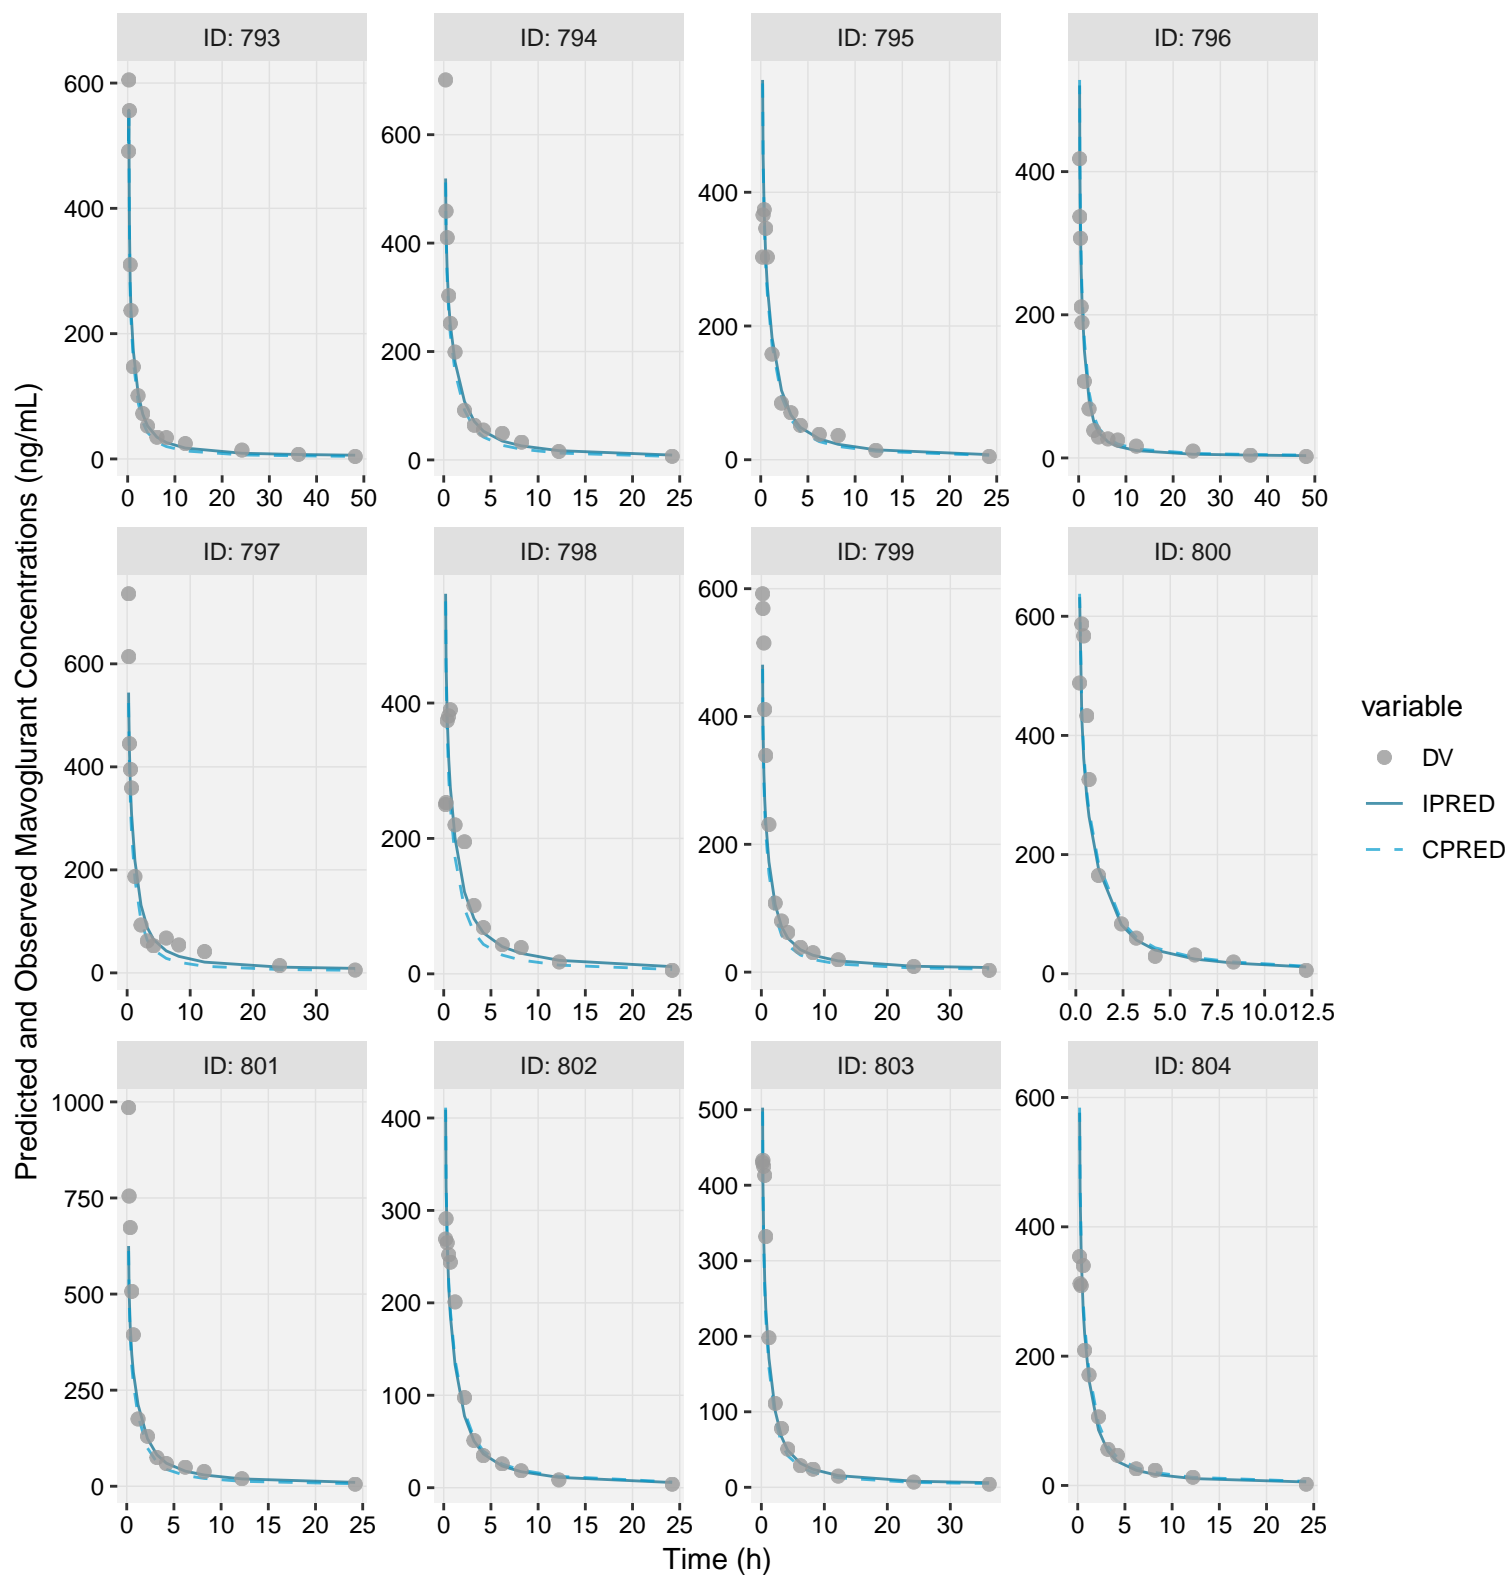 ID: 793
ID: 794
ID: 795
ID: 796
600
400
200
0
600
400
200
0
400
200
0
400
200
0
0 10 20 30 40 50
0 5 10 15 20 25
0 5 10 15 20 25
0 10 20 30 40 50
ID: 797
ID: 798
ID: 799
ID: 800
600
400
200
0
400
200
0
600
400
200
0
600
400
200
0
0 10 20 30
0 5 10 15 20 25
0 10 20 30
0.0 2.5 5.0 7.5 10.0 12.5
ID: 801
ID: 802
ID: 803
ID: 804
1000
750
500
250
0
400
300
200
100
0
500
400
300
200
100
0
600
400
200
0
0 5 10 15 20 25
0 5 10 15 20 25
0 10 20 30
0 5 10 15 20 25
Time (h)
Predicted and Observed Mavoglurant Concentrations (ng/mL)
variable
DV
IPRED
CPRED